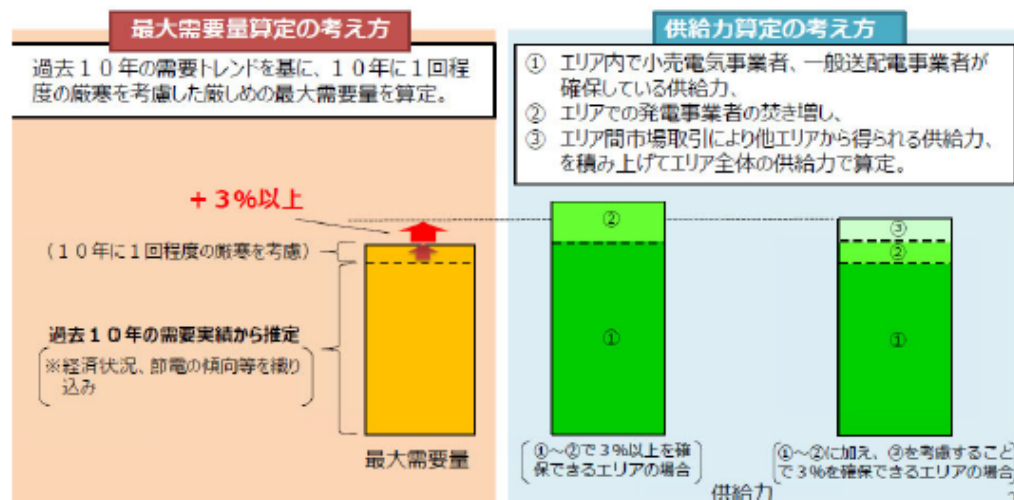 最大需要量算定の考え方
過去１０年の需要トレンドを基に、１０年に１回程
度の厳寒を考慮した厳しめの最大需要量を算定。
＋３％以上
（１０年に１回程度の厳寒を考慮）
過去１０年の需要実績から推定
※経済状況、節電の傾向等を織り
込み
最大需要量
供給力算定の考え方
① エリア内で小売電気事業者、一般送配電事業者が
確保している供給力、
② エリアでの発電事業者の焚き増し、
③ エリア間市場取引により他エリアから得られる供給力、
を積み上げてエリア全体の供給力で算定。
②
①
③
②
①
①～②で３％以上を確
保できるエリアの場合
①～②に加え、③を考慮すること
で３％を確保できるエリアの場合
供給力